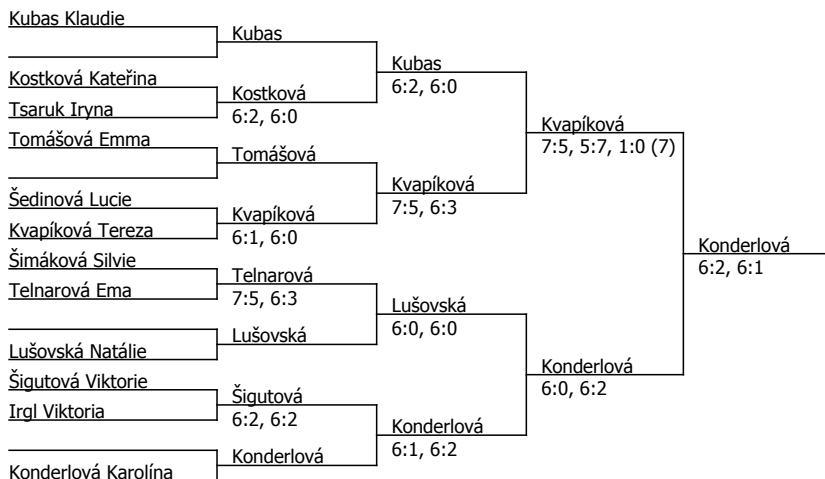 Kubas Klaudie
Kostková Kateřina
Tsaruk Iryna
Tomášová Emma
Šedinová Lucie
Kvapíková Tereza
Šimáková Silvie
Telnarová Ema
Lušovská Natálie
Šigutová Viktorie
Irgl Viktoria
Konderlová Karolína
Kubas
Kostková
6:2, 6:0
Tomášová
Kvapíková
6:1, 6:0
Telnarová
7:5, 6:3
Lušovská
Šigutová
6:2, 6:2
Konderlová
Kubas
6:2, 6:0
Kvapíková
7:5, 6:3
Lušovská
6:0, 6:0
Konderlová
6:1, 6:2
Kvapíková
7:5, 5:7, 1:0 (7)
Konderlová
6:0, 6:2
Konderlová
6:2, 6:1